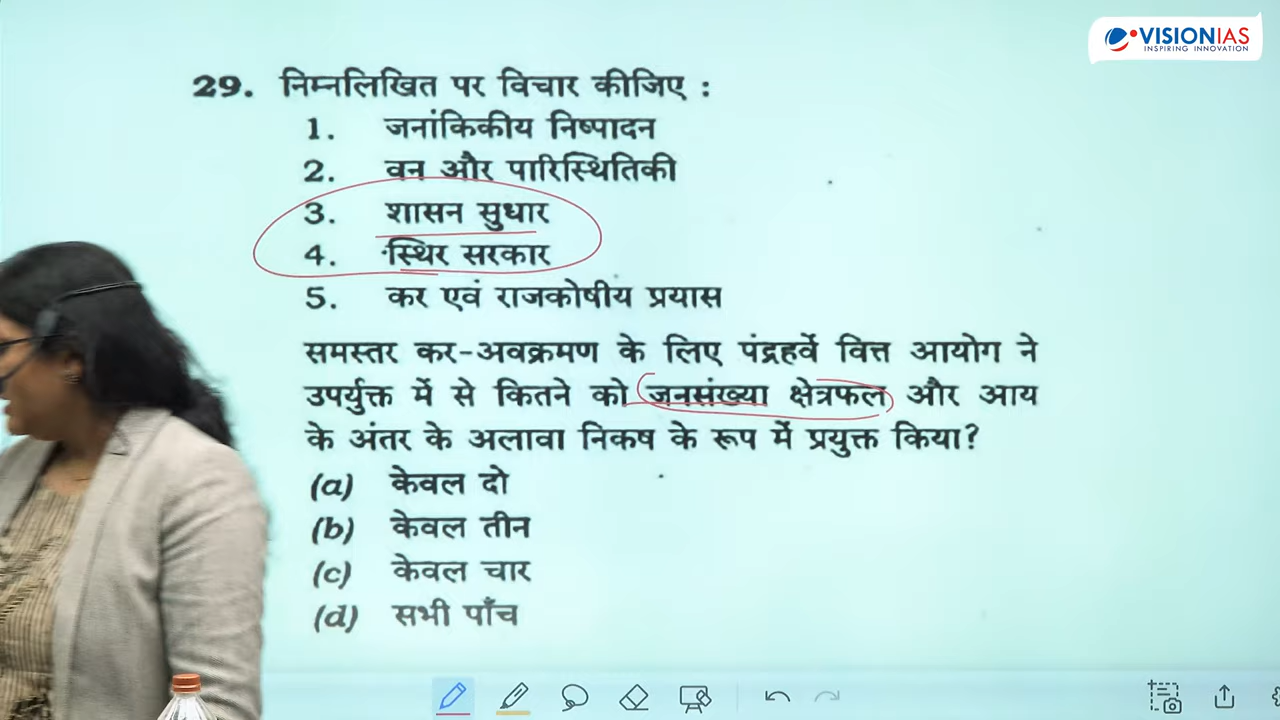 VISIONIAS
INSPIRING INNOVATION
29. निम्नलिखित पर विचार कीजिए :
1. जनांकिकीय निष्पादन
2. वन और पारिस्थितिकी
3. शासन सुधार
4. स्थिर सरकार
5. कर एवं राजकोषीय प्रयास
समस्तर कर-अवक्रमण के लिए पंद्रहवें वित्त आयोग ने
उपर्युक्त में से कितने को जनसंख्या क्षेत्रफल और आय
के अंतर के अलावा निकष के रूप में प्रयुक्त किया?
(a) केवल दो
(b) केवल तीन
(c) केवल चार
(d) सभी पाँच